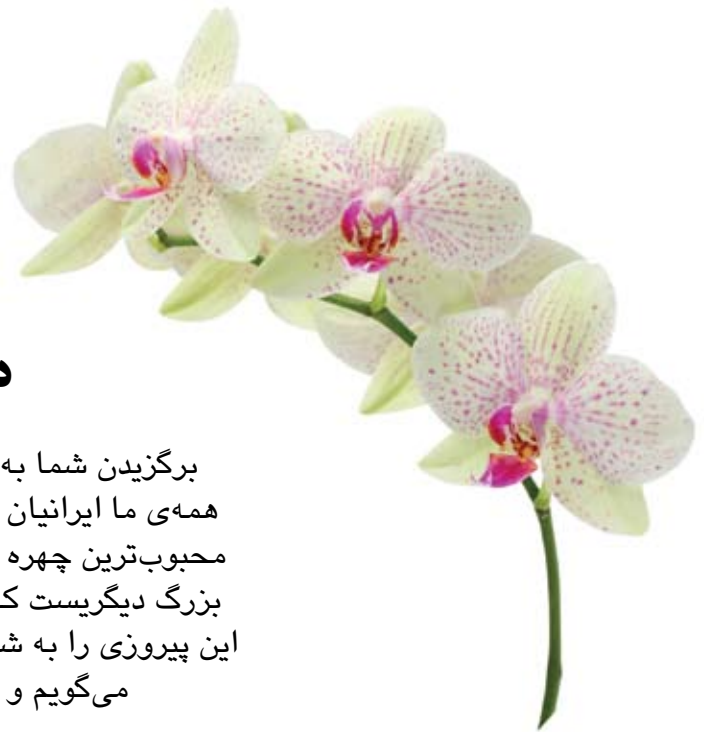 برگزیدن شما به
همه‌ی ما ایرانیان
محبوب‌ترین چهره
بزرگ دیگریست
این پیروزی را به
می‌گویم و